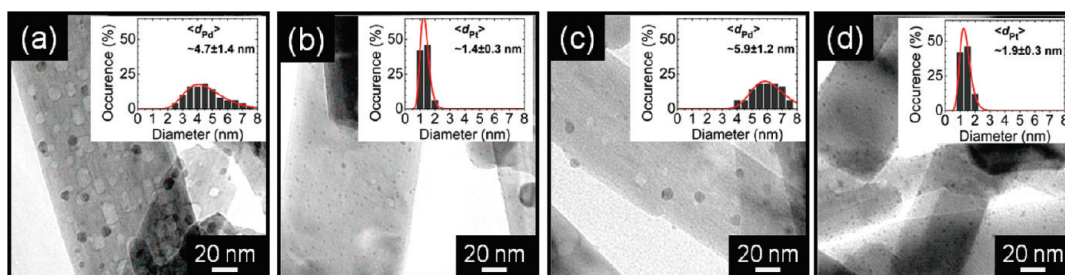 (a)
Occurence (%)
50
25
0
<dPd>
~4.7±1.4 nm
0 1 2 3 4 5 6 7 8
Diameter (nm)
20 nm
(b)
Occurence (%)
50
25
0
<dPt>
~1.4±0.3 nm
0 1 2 3 4 5 6 7 8
Diameter (nm)
20 nm
(c)
Occurence (%)
50
25
0
<dPd>
~5.9±1.2 nm
0 1 2 3 4 5 6 7 8
Diameter (nm)
20 nm
(d)
Occurence (%)
50
25
0
<dPt>
~1.9±0.3 nm
0 1 2 3 4 5 6 7 8
Diameter (nm)
20 nm